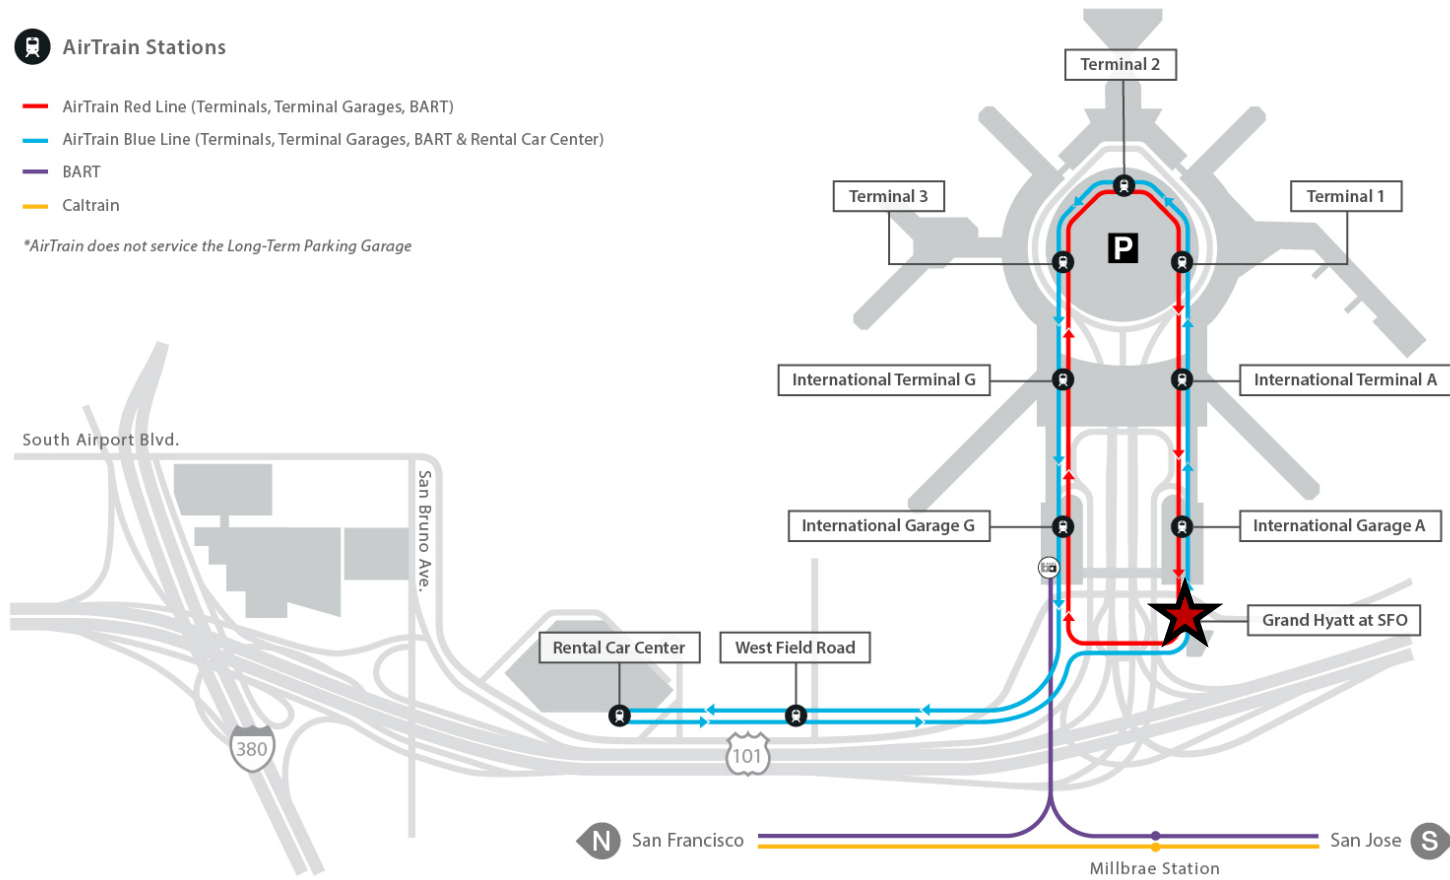 AirTrain Stations
AirTrain Red Line (Terminals, Terminal Garages, BART)
AirTrain Blue Line (Terminals, Terminal Garages, BART & Rental Car Center)
BART
Caltrain
*AirTrain does not service the Long-Term Parking Garage
Terminal 2
Terminal 3
Terminal 1
P
International Terminal G
International Terminal A
South Airport Blvd.
San Bruno Ave.
International Garage G
International Garage A
Grand Hyatt at SFO
Rental Car Center
West Field Road
380
101
N
San Francisco
San Jose
S
Millbrae Station